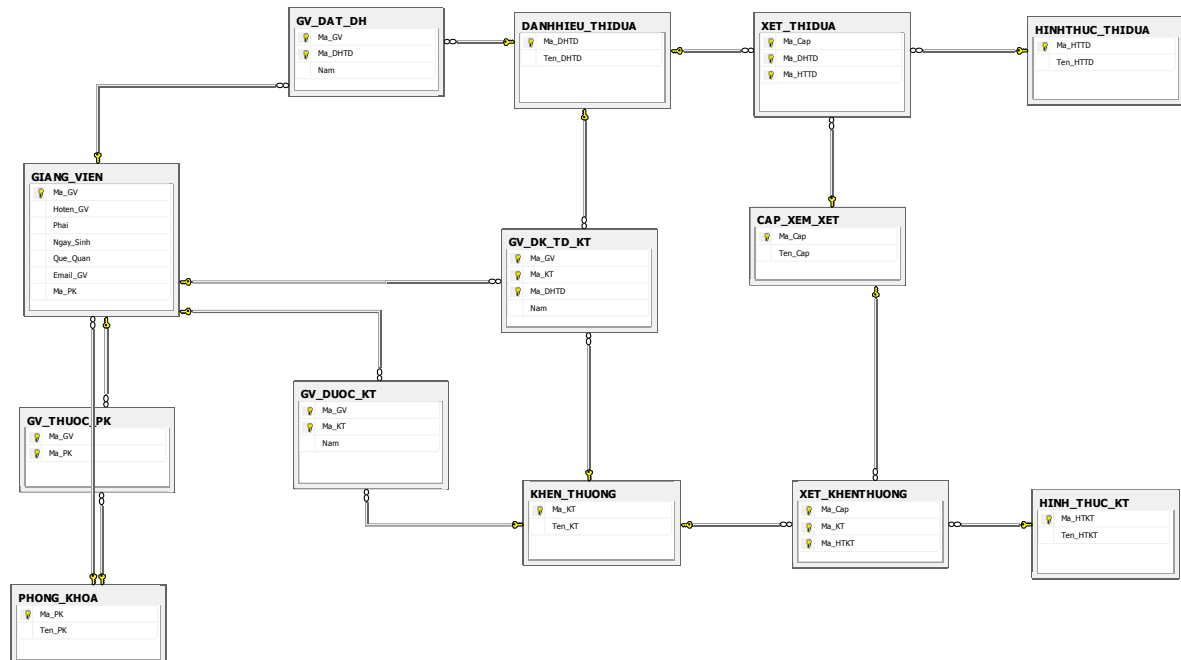 GV_DAT_DH
Ma_GV
Ma_DHTD
Nam
DANHHIEU_THIDUA
Ma_DHTD
Ten_DHTD
XET_THIDUA
Ma_Cap
Ma_DHTD
Ma_HTTD
HINHTHUC_THIDUA
Ma_HTTD
Ten_HTTD
GIANG_VIEN
Ma_GV
Hoten_GV
Phai
Ngay_Sinh
Que_Quan
Email_GV
Ma_PK
GV_DK_TD_KT
Ma_GV
Ma_KT
Ma_DHTD
Nam
CAP_XEM_XET
Ma_Cap
Ten_Cap
GV_THUOC_PK
Ma_GV
Ma_PK
GV_DUOC_KT
Ma_GV
Ma_KT
Nam
KHEN_THUONG
Ma_KT
Ten_KT
XET_KHENTHUONG
Ma_Cap
Ma_KT
Ma_HTKT
HINH_THUC_KT
Ma_HTKT
Ten_HTKT
PHONG_KHOA
Ma_PK
Ten_PK